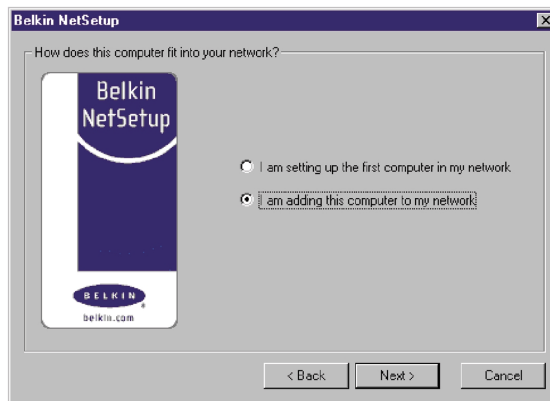 Belkin NetSetup
How does this computer fit into your network?
Belkin
NetSetup
I am setting up the first computer in my network
I am adding this computer to my network
BELKIN
belkin.com
< Back
Next >
Cancel